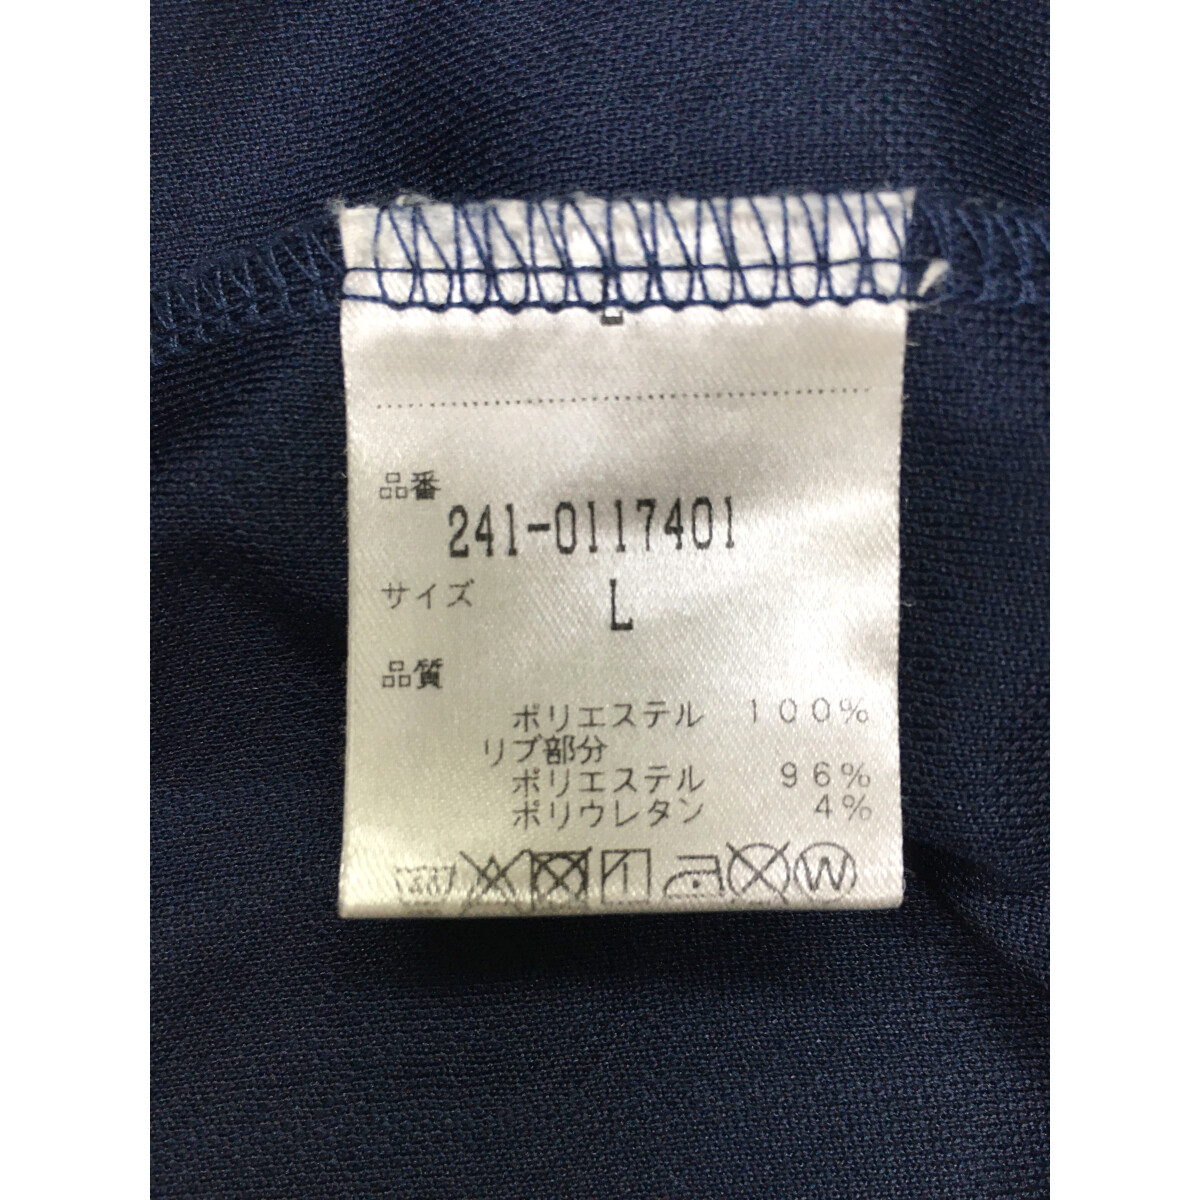 品番
241-0117401
サイズ L
品質
ポリエステル 100%
リブ部分
ポリエステル 96%
ポリウレタン 4%
W